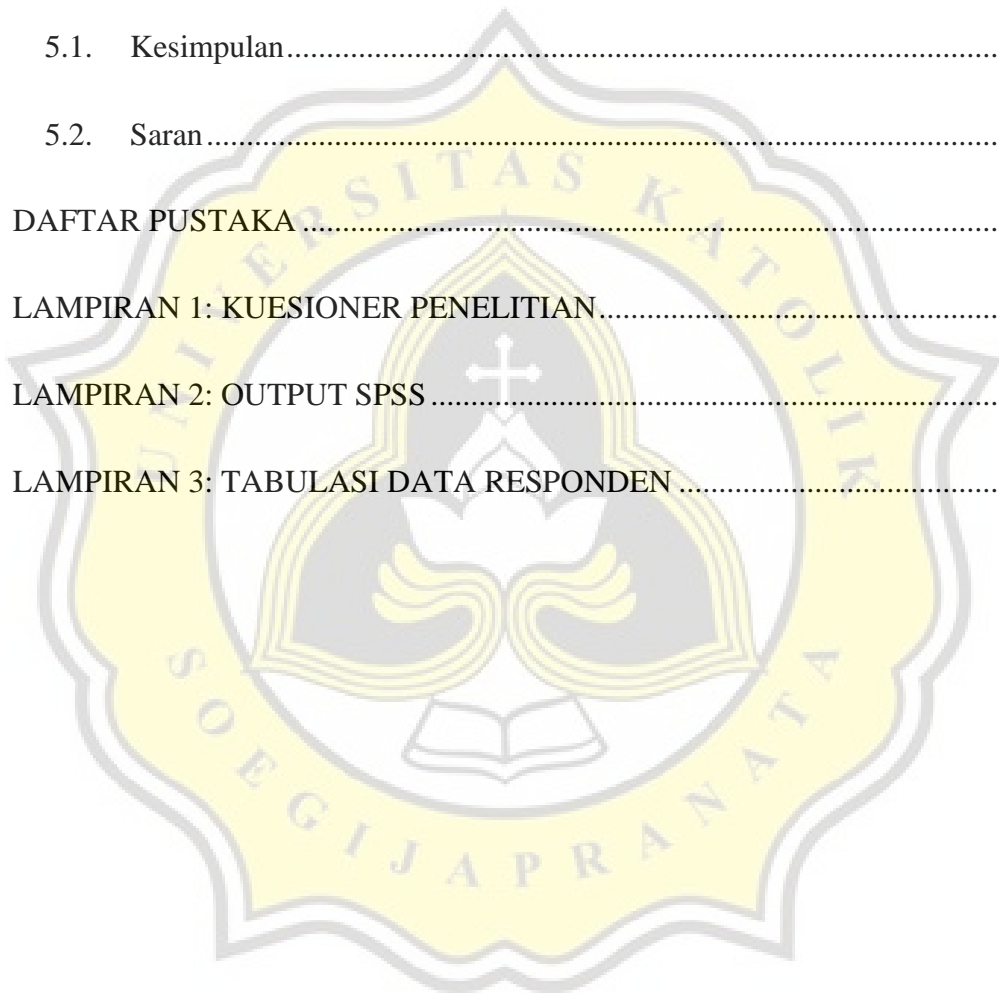 5.1. Kesimpulan........................................................................................
5.2. Saran..................................................................................................
DAFTAR PUSTAKA......................................................................................
LAMPIRAN 1: KUESIONER PENELITIAN..................................................
LAMPIRAN 2: OUTPUT SPSS.......................................................................
LAMPIRAN 3: TABULASI DATA RESPONDEN........................................
UNIVERSITAS KATOLIK
SOEGIJAPRANATA